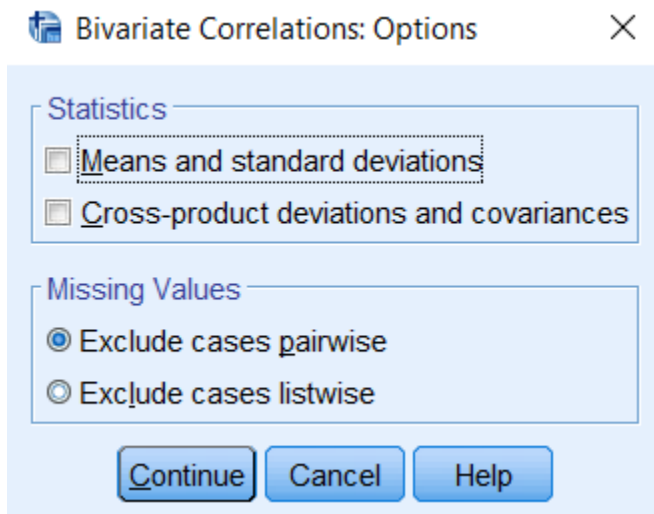 Bivariate Correlations: Options
Statistics
Means and standard deviations
Cross-product deviations and covariances
Missing Values
Exclude cases pairwise
Exclude cases listwise
Continue Cancel Help